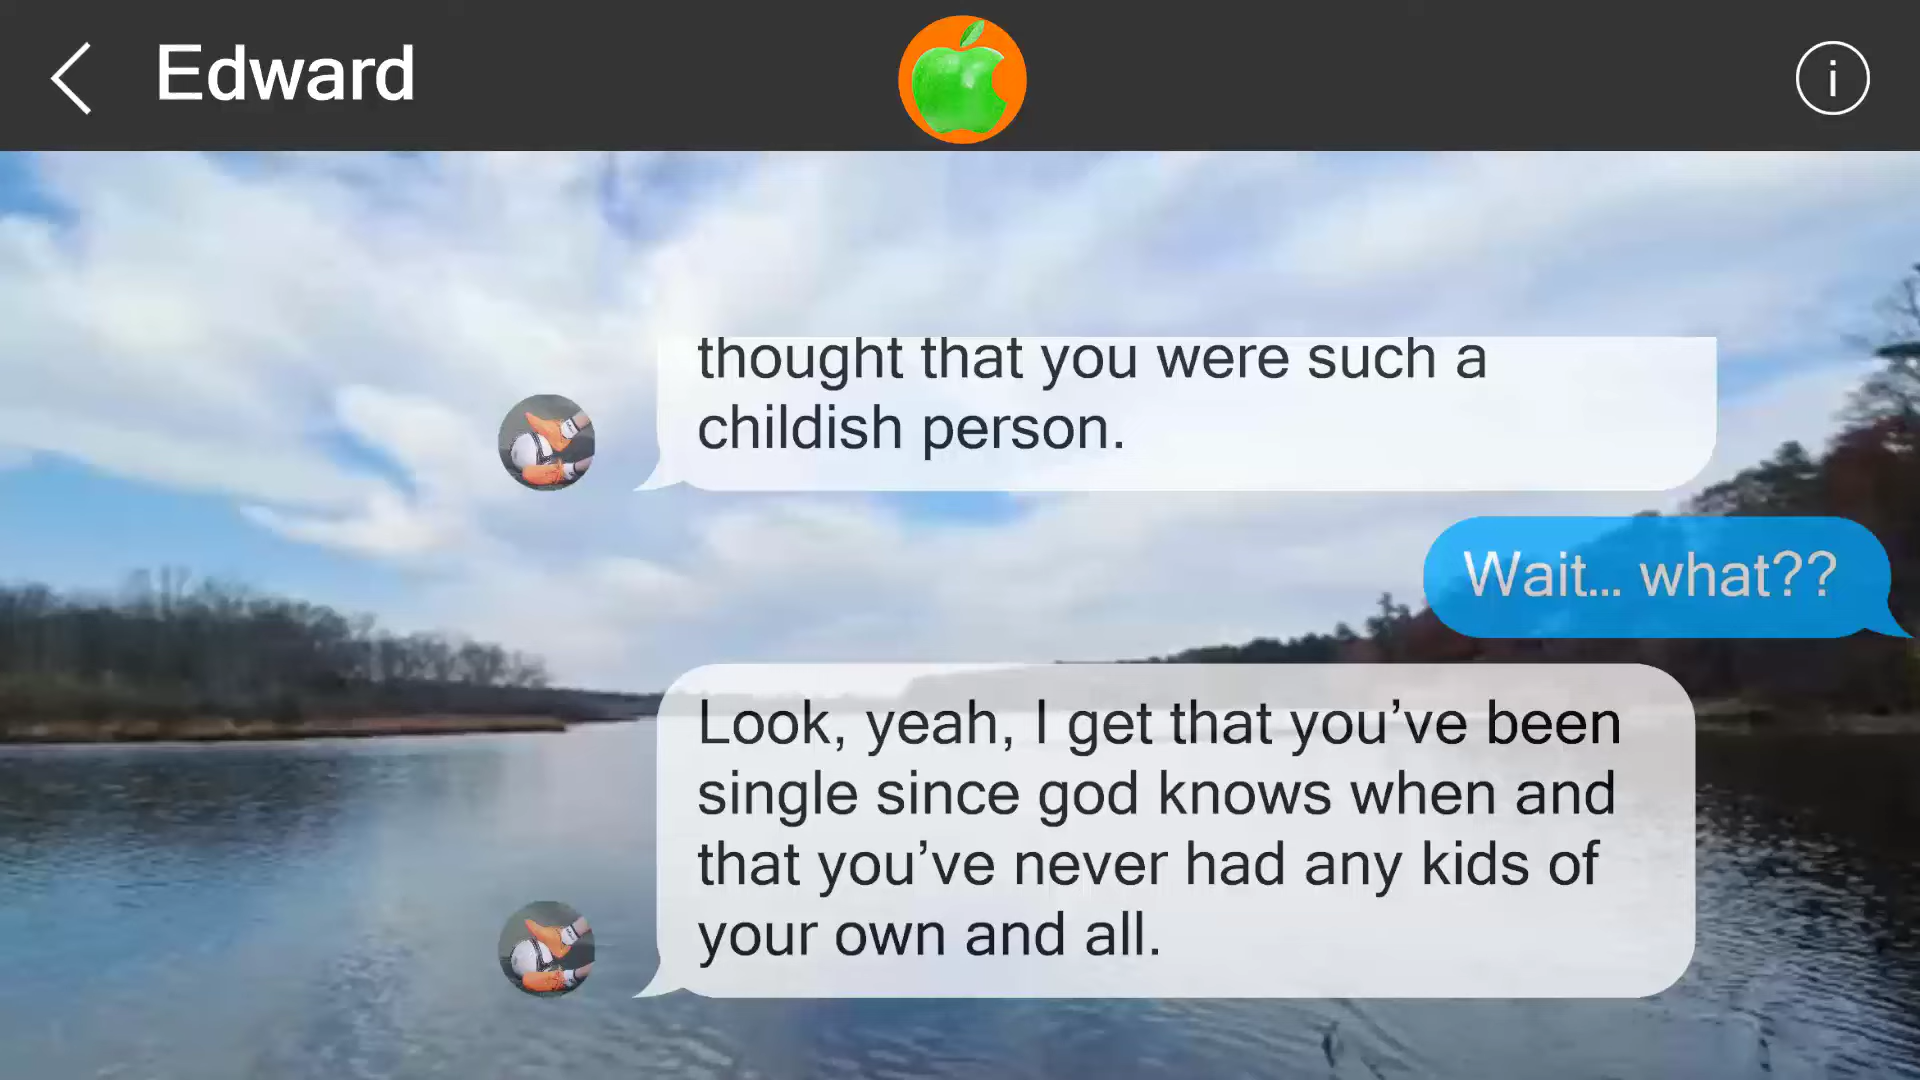 Edward
i
thought that you were such a
childish person.
Wait... what??
Look, yeah, I get that you’ve been
single since god knows when and
that you’ve never had any kids of
your own and all.